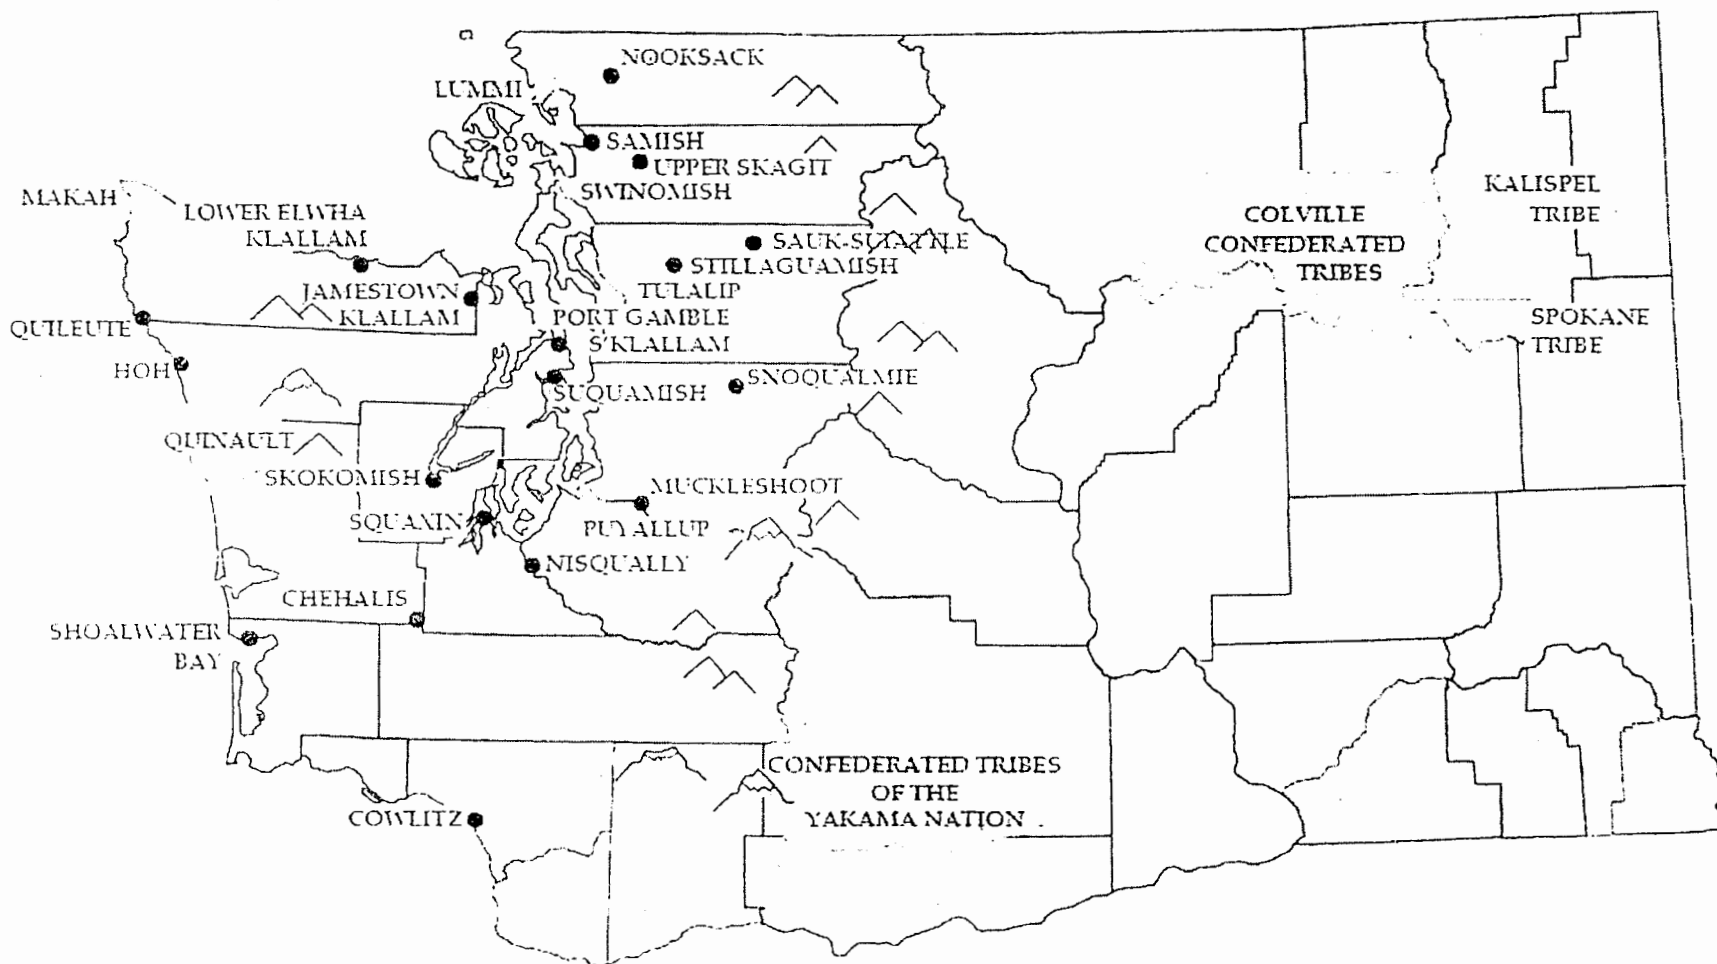 NOOKSACK
LUMMI
SAMISH
UPPER SKAGIT
SWINOMISH
MAKAH
LOWER ELWHA
KLALLAM
KALISPEL
TRIBE
COLVILLE
CONFEDERATED
TRIBES
SAUK-SUIATTLE
STILLAGUAMISH
TULALIP
JAMESTOWN
KLALLAM
QUILEUTE
PORT GAMBLE
S'KLALLAM
SPOKANE
TRIBE
HOH
SNOQUALMIE
SUQUAMISH
QUINAULT
SKOKOMISH
MUCKLESHOOT
SQUAXIN
PUYALLUP
NISQUALLY
CHEHALIS
SHOALWATER
BAY
CONFEDERATED TRIBES
OF THE
YAKAMA NATION
COWLITZ